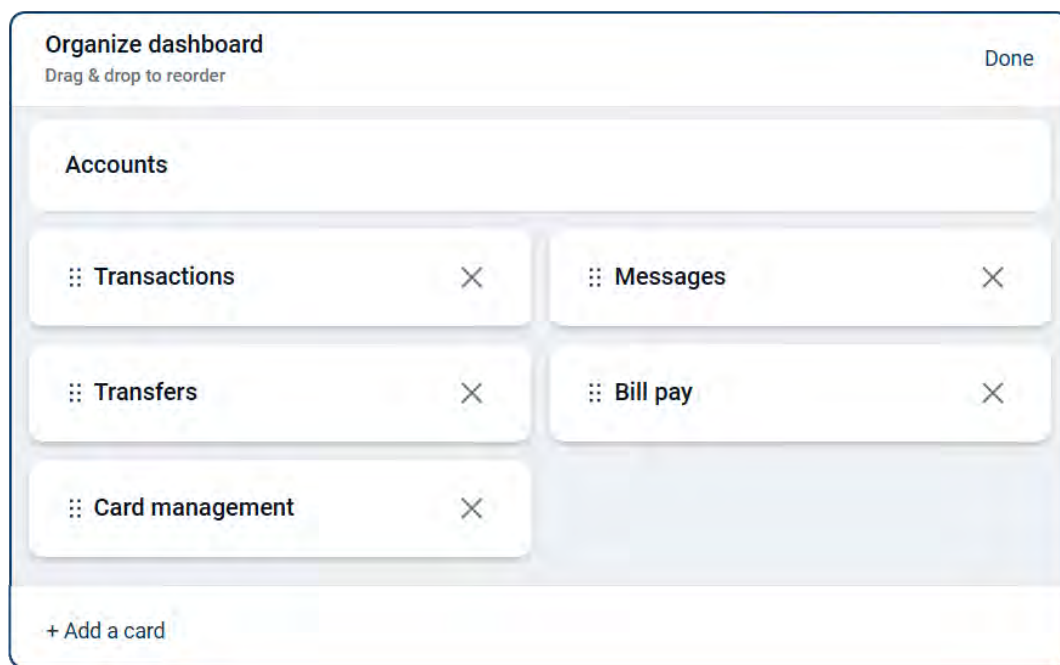 Organize dashboard
Done
Drag & drop to reorder
Accounts
Transactions
Messages
Transfers
Bill pay
Card management
+ Add a card